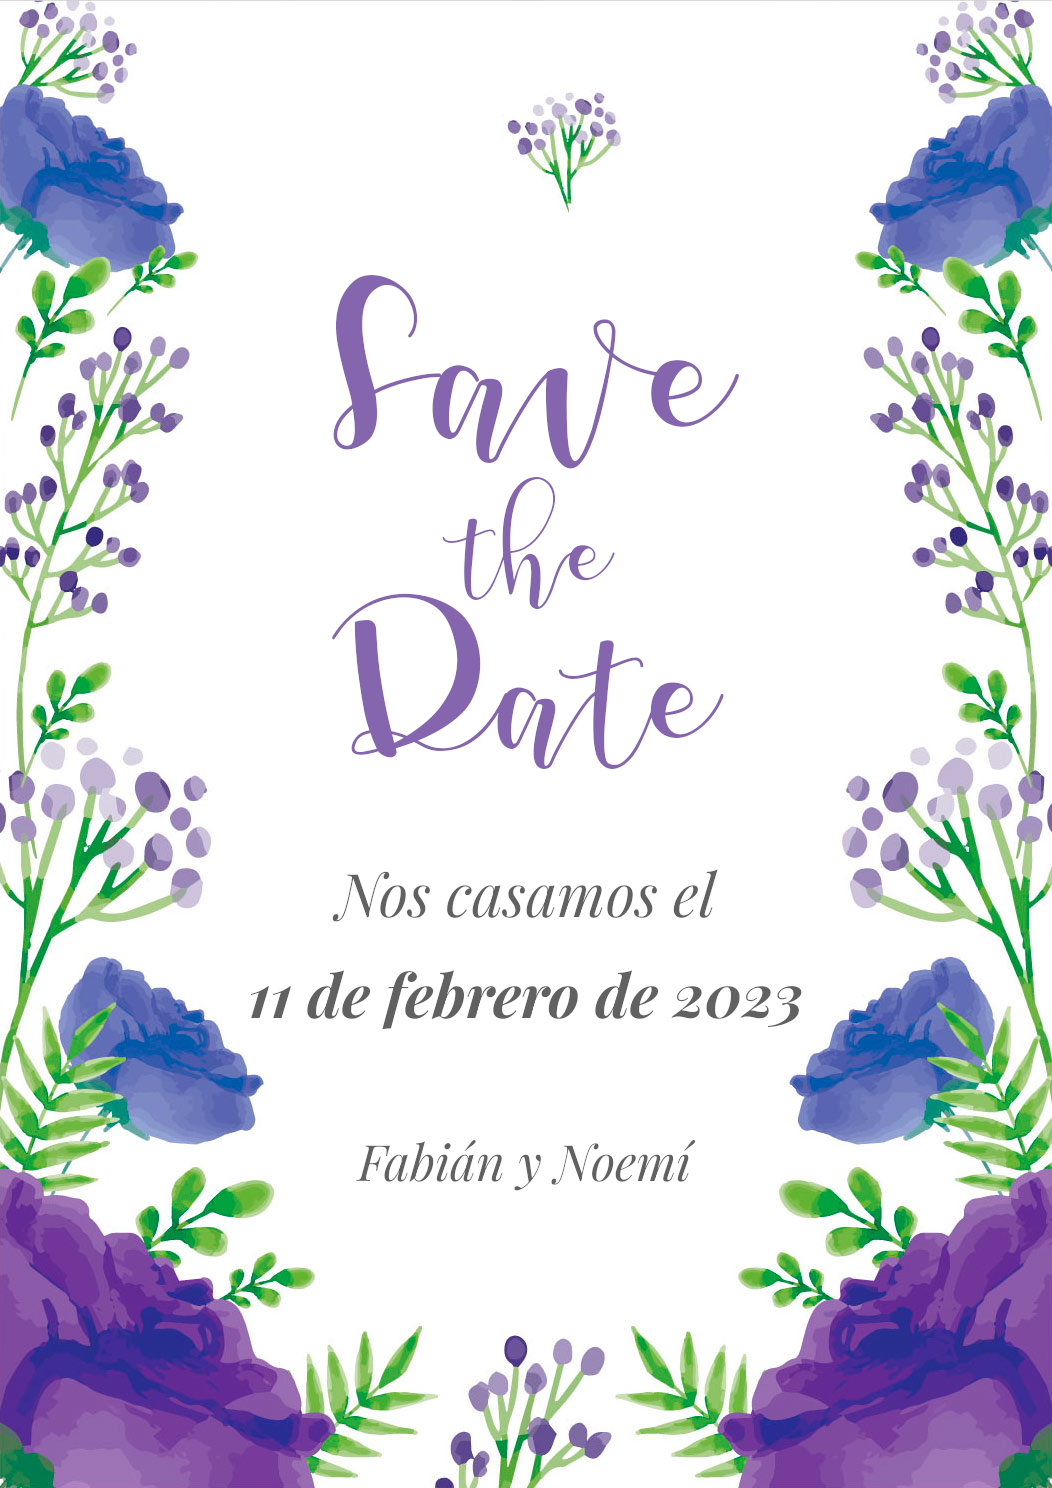 Save
the
Date
Nos casamos el
11 de febrero de 2023
Fabián y Noemí